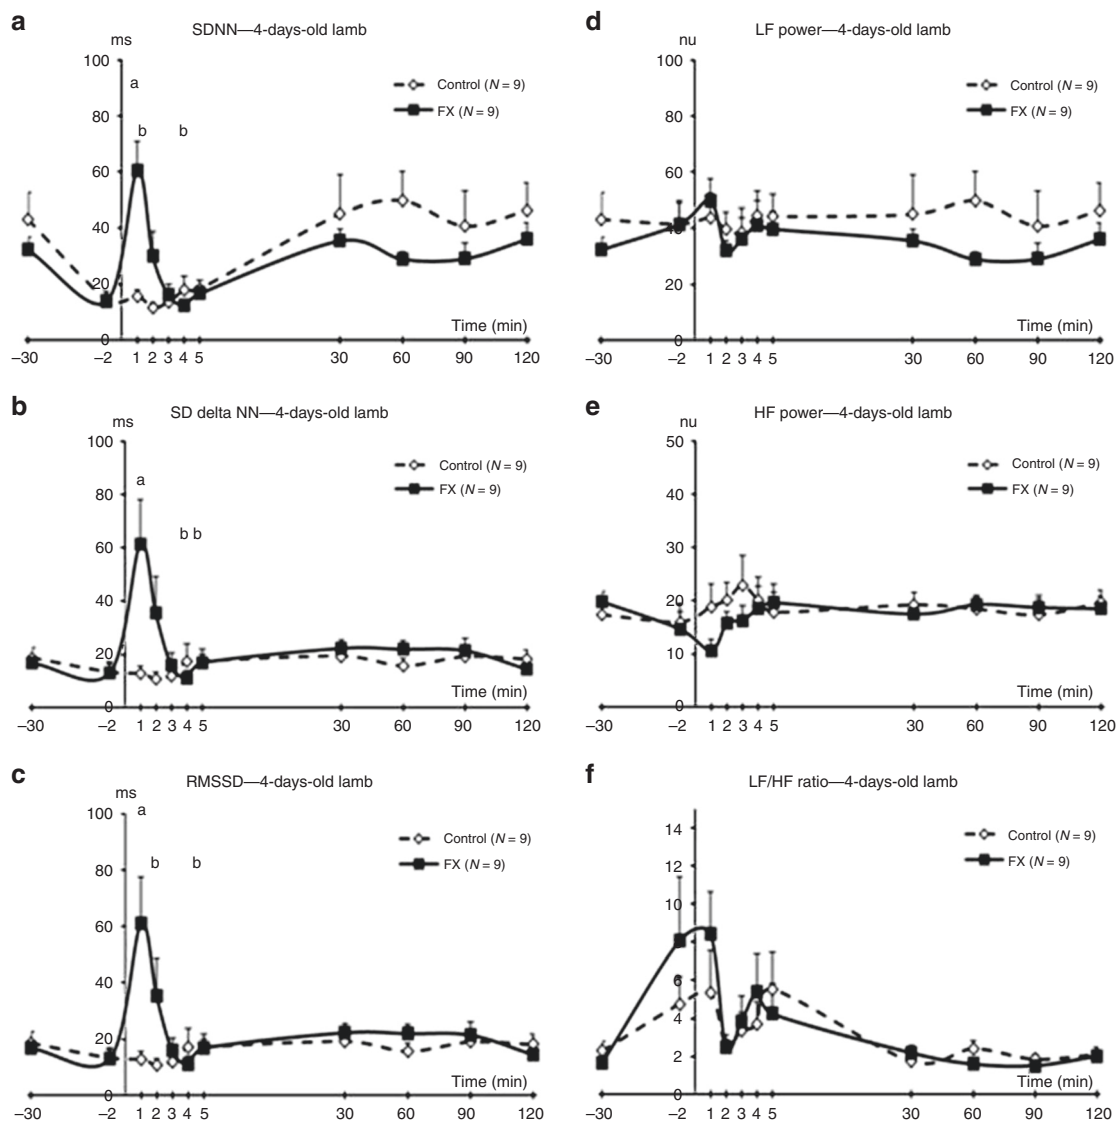 a
SDNN—4-days-old lamb
ms
100
80
60
40
20
0
a
b
b
Control (N = 9)
FX (N = 9)
Time (min)
–30
–2
1
2
3
4
5
30
60
90
120
b
SD delta NN—4-days-old lamb
ms
100
80
60
40
20
0
a
b b
Control (N = 9)
FX (N = 9)
Time (min)
–30
–2
1
2
3
4
5
30
60
90
120
c
RMSSD—4-days-old lamb
ms
100
80
60
40
20
0
a
b
b
Control (N = 9)
FX (N = 9)
Time (min)
–30
–2
1
2
3
4
5
30
60
90
120
d
LF power—4-days-old lamb
nu
100
80
60
40
20
0
Control (N = 9)
FX (N = 9)
Time (min)
–30
–2
1
2
3
4
5
30
60
90
120
e
HF power—4-days-old lamb
nu
50
40
30
20
10
0
Control (N = 9)
FX (N = 9)
Time (min)
–30
–2
1
2
3
4
5
30
60
90
120
f
LF/HF ratio—4-days-old lamb
14
12
10
8
6
4
2
0
Control (N = 9)
FX (N = 9)
Time (min)
–30
–2
1
2
3
4
5
30
60
90
120